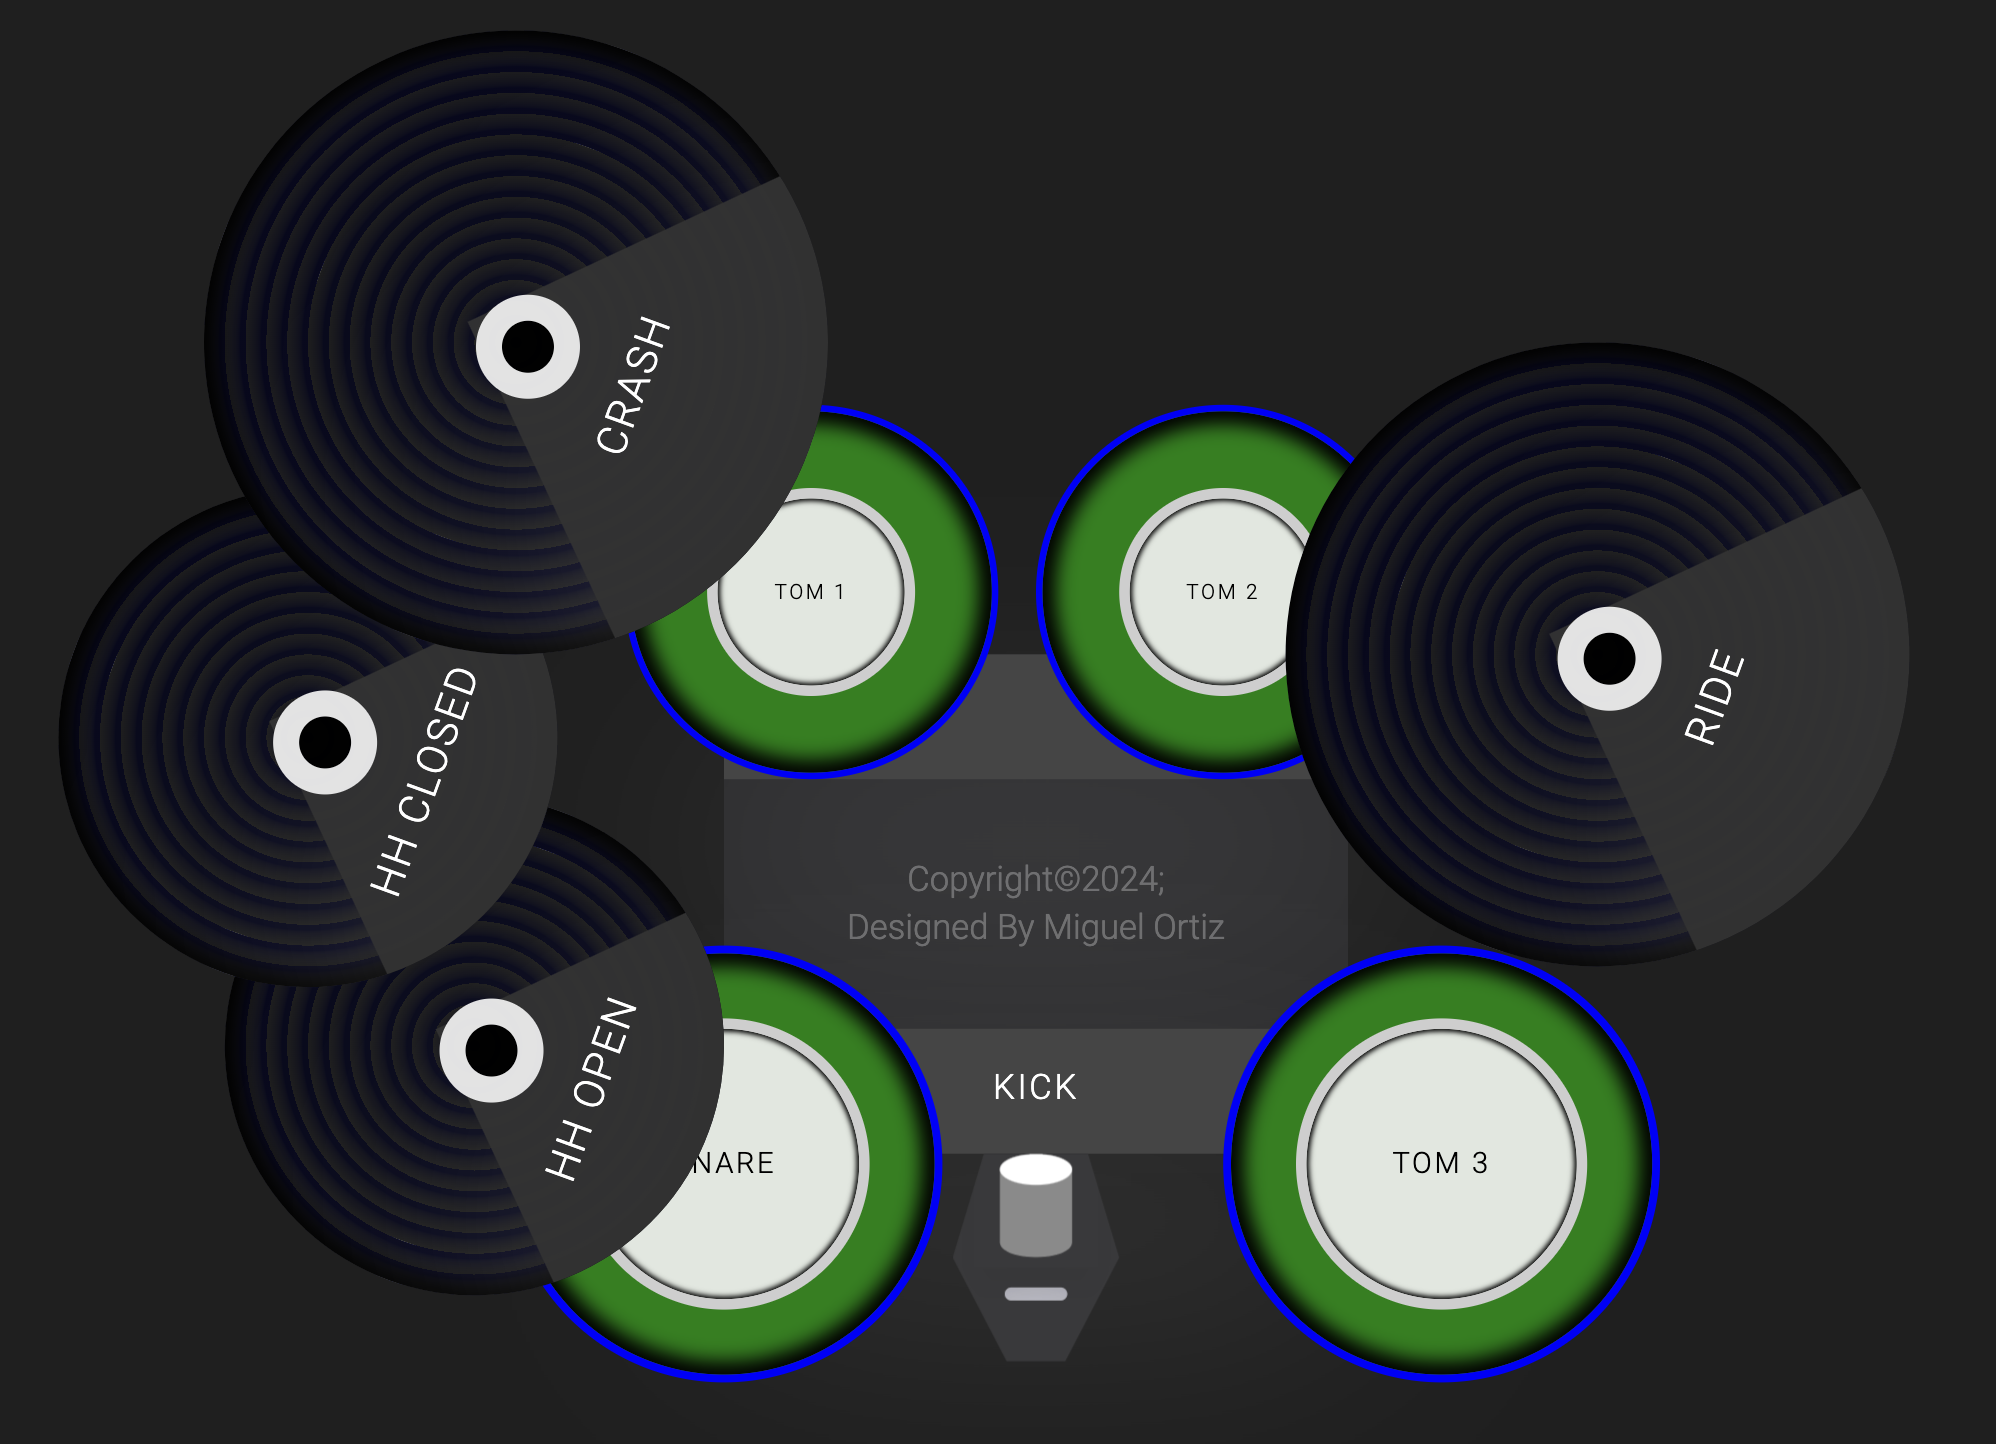 CRASH
TOM 1
TOM 2
RIDE
HH CLOSED
Copyright©2024;
Designed By Miguel Ortiz
HH OPEN
KICK
NARE
TOM 3